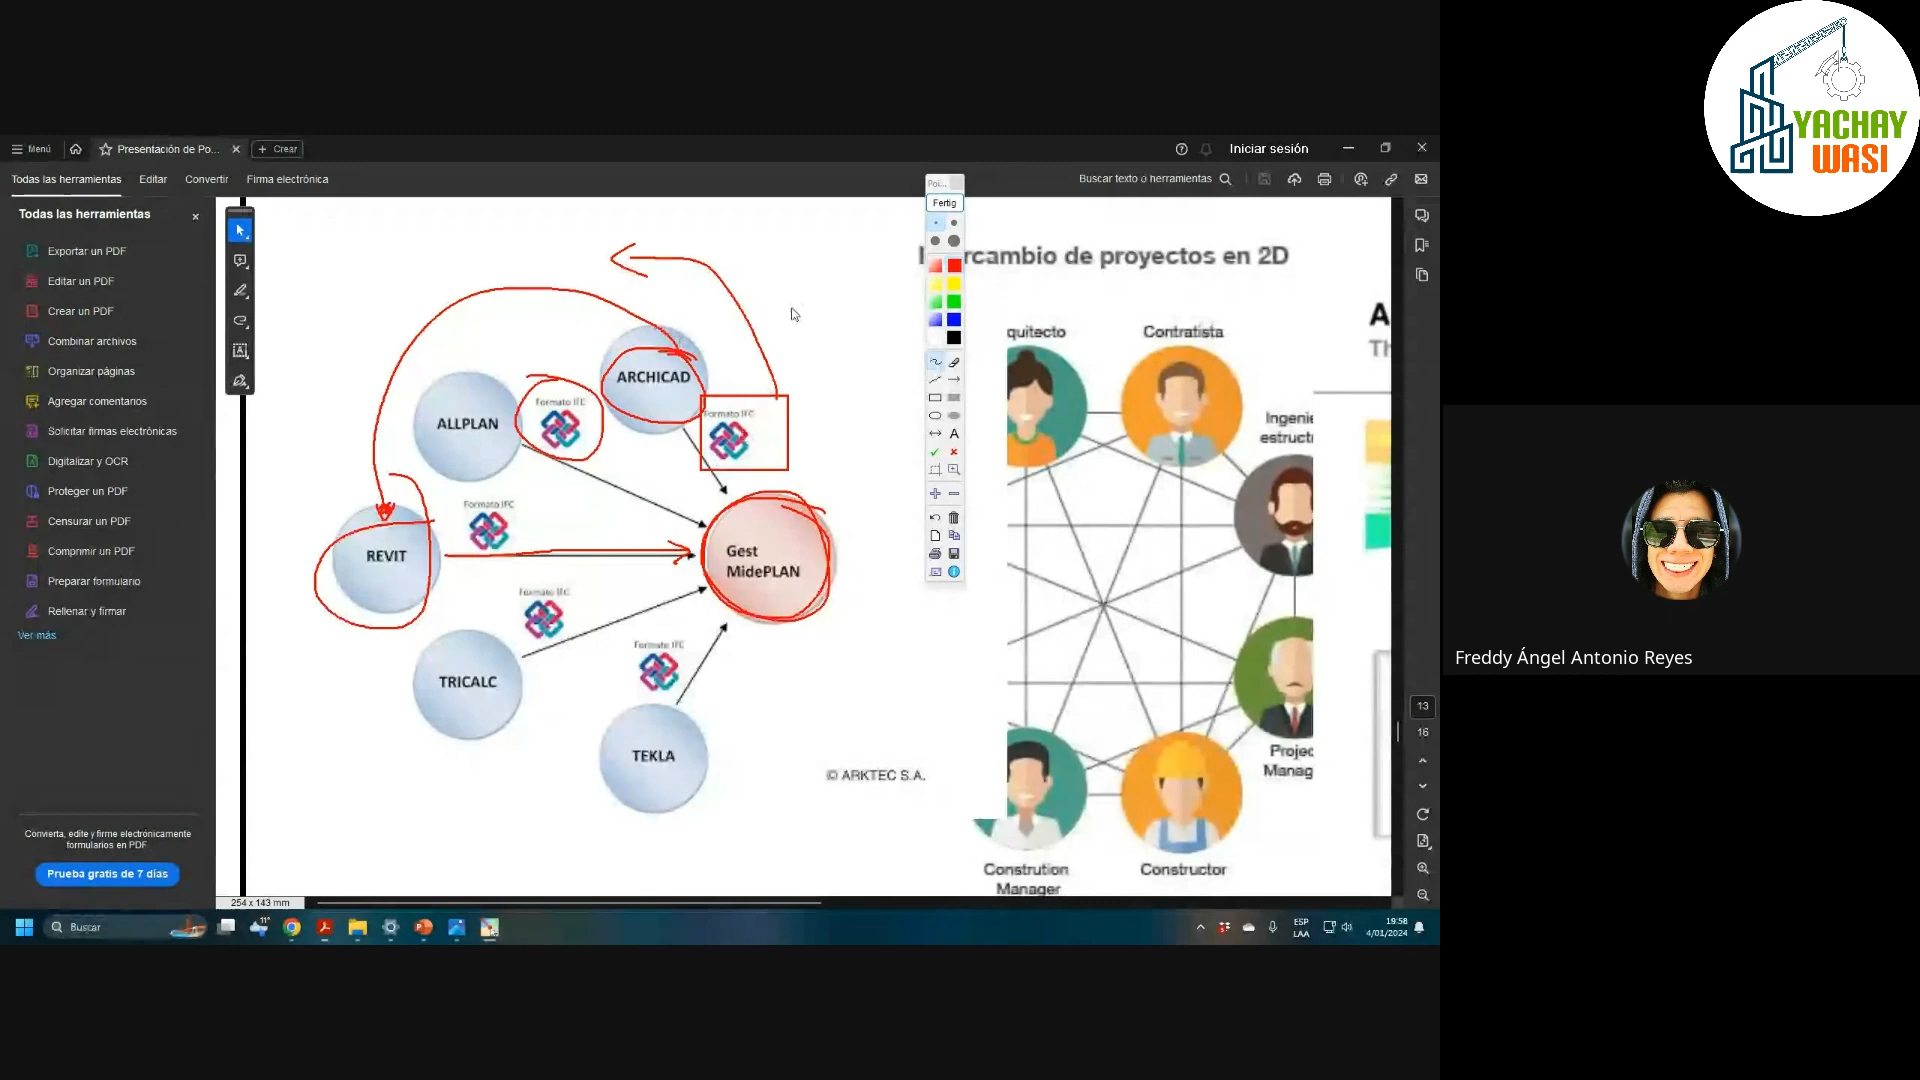 YACHAY
WASI
Menú
Presentación de Po...
Crear
Iniciar sesión
Todas las herramientas
Editar
Convertir
Firma electrónica
Buscar texto o herramientas
Todas las herramientas
Exportar un PDF
Editar un PDF
Crear un PDF
Combinar archivos
Organizar páginas
Agregar comentarios
Solicitar firmas electrónicas
Digitalizar y OCR
Proteger un PDF
Censurar un PDF
Comprimir un PDF
Preparar formulario
Rellenar y firmar
Ver más
Convierta, edite y firme electrónicamente
formularios en PDF
Prueba gratis de 7 días
Poi...
Fertig
A
ARCHICAD
Formato IFC
ALLPLAN
Formato IFC
REVIT
Formato IFC
Gest
MidePLAN
Formato IFC
TRICALC
Formato IFC
TEKLA
© ARKTEC S.A.
rcambio de proyectos en 2D
quitecto
Contratista
Ingenie
estructu
Projec
Manag
Constrution
Manager
Constructor
A
Th
13
16
254 x 143 mm
Buscar
11°
ESP
LAA
19:58
4/01/2024
Freddy Ángel Antonio Reyes